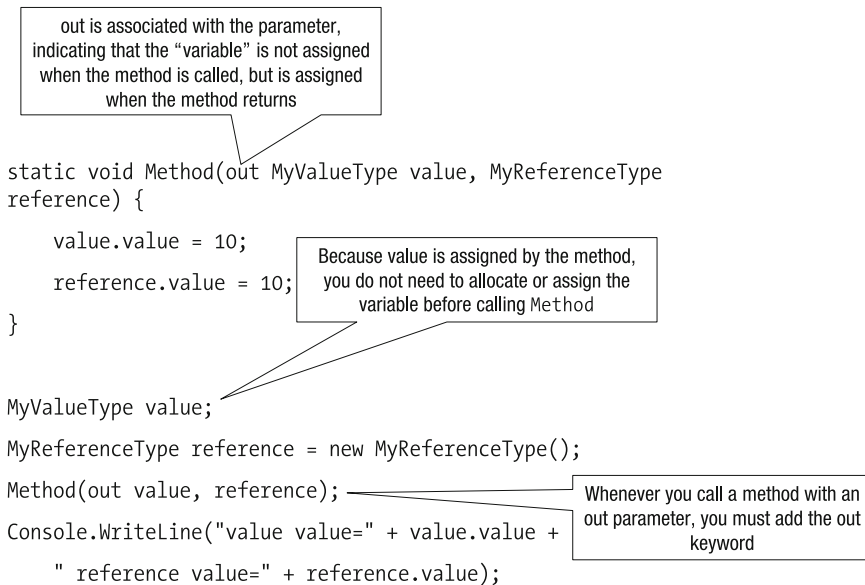 out is associated with the parameter,
indicating that the “variable” is not assigned
when the method is called, but is assigned
when the method returns
static void Method(out MyValueType value, MyReferenceType
reference) {
value.value = 10;
reference.value = 10;
}
Because value is assigned by the method,
you do not need to allocate or assign the
variable before calling Method
MyValueType value;
MyReferenceType reference = new MyReferenceType();
Method(out value, reference);
Whenever you call a method with an
out parameter, you must add the out
keyword
Console.WriteLine("value value=" + value.value +
" reference value=" + reference.value);